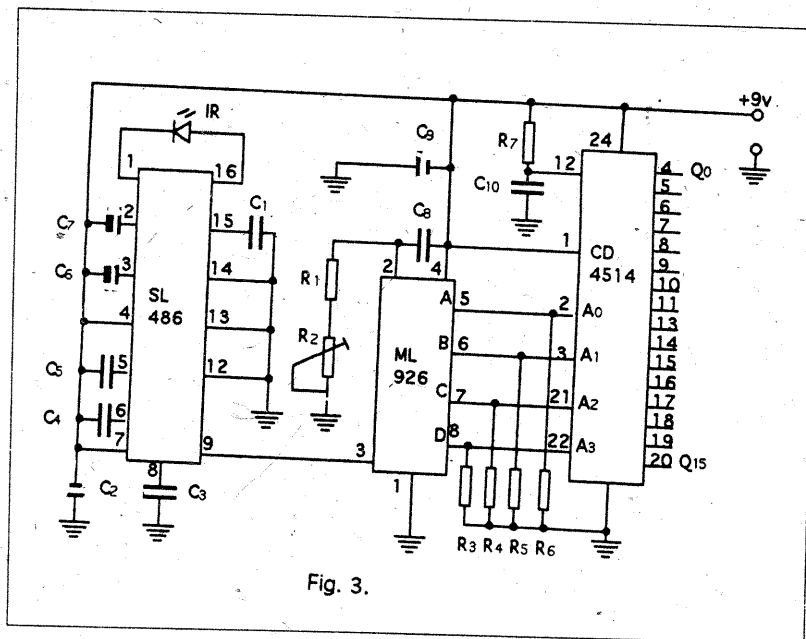 +9v
IR
1
16
C9
R7
24
12
4
Q0
5
C10
6
C1
C7
2
15
C8
7
1
CD
4514
8
C6
3
14
2
4
9
SL
486
R1
10
A
5
2
A0
11
4
13
13
R2
B
6
3
A1
14
ML
926
15
C5
5
12
C
7
21
A2
16
17
C4
6
D
8
22
A3
18
7
9
3
19
20
Q15
8
1
C2
C3
R3
R4
R5
R6
Fig. 3.